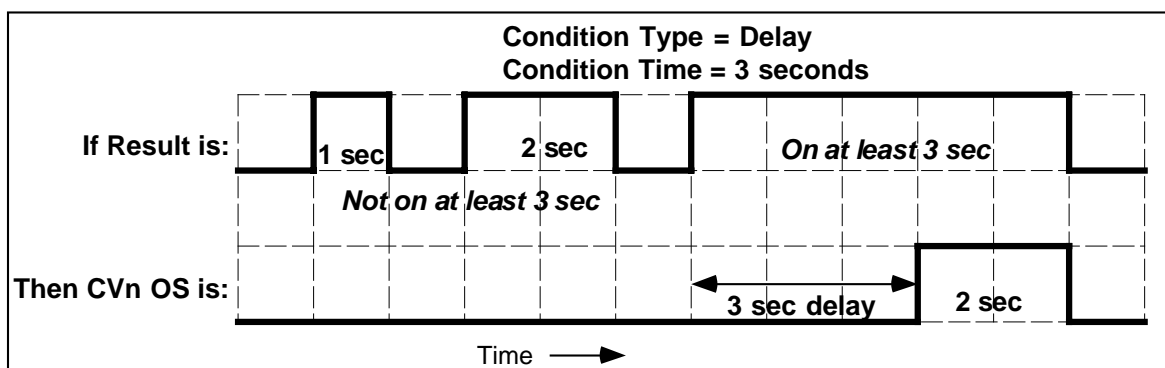 Condition Type = Delay
Condition Time = 3 seconds
If Result is:
1 sec
2 sec
On at least 3 sec
Not on at least 3 sec
Then CVn OS is:
3 sec delay
2 sec
Time